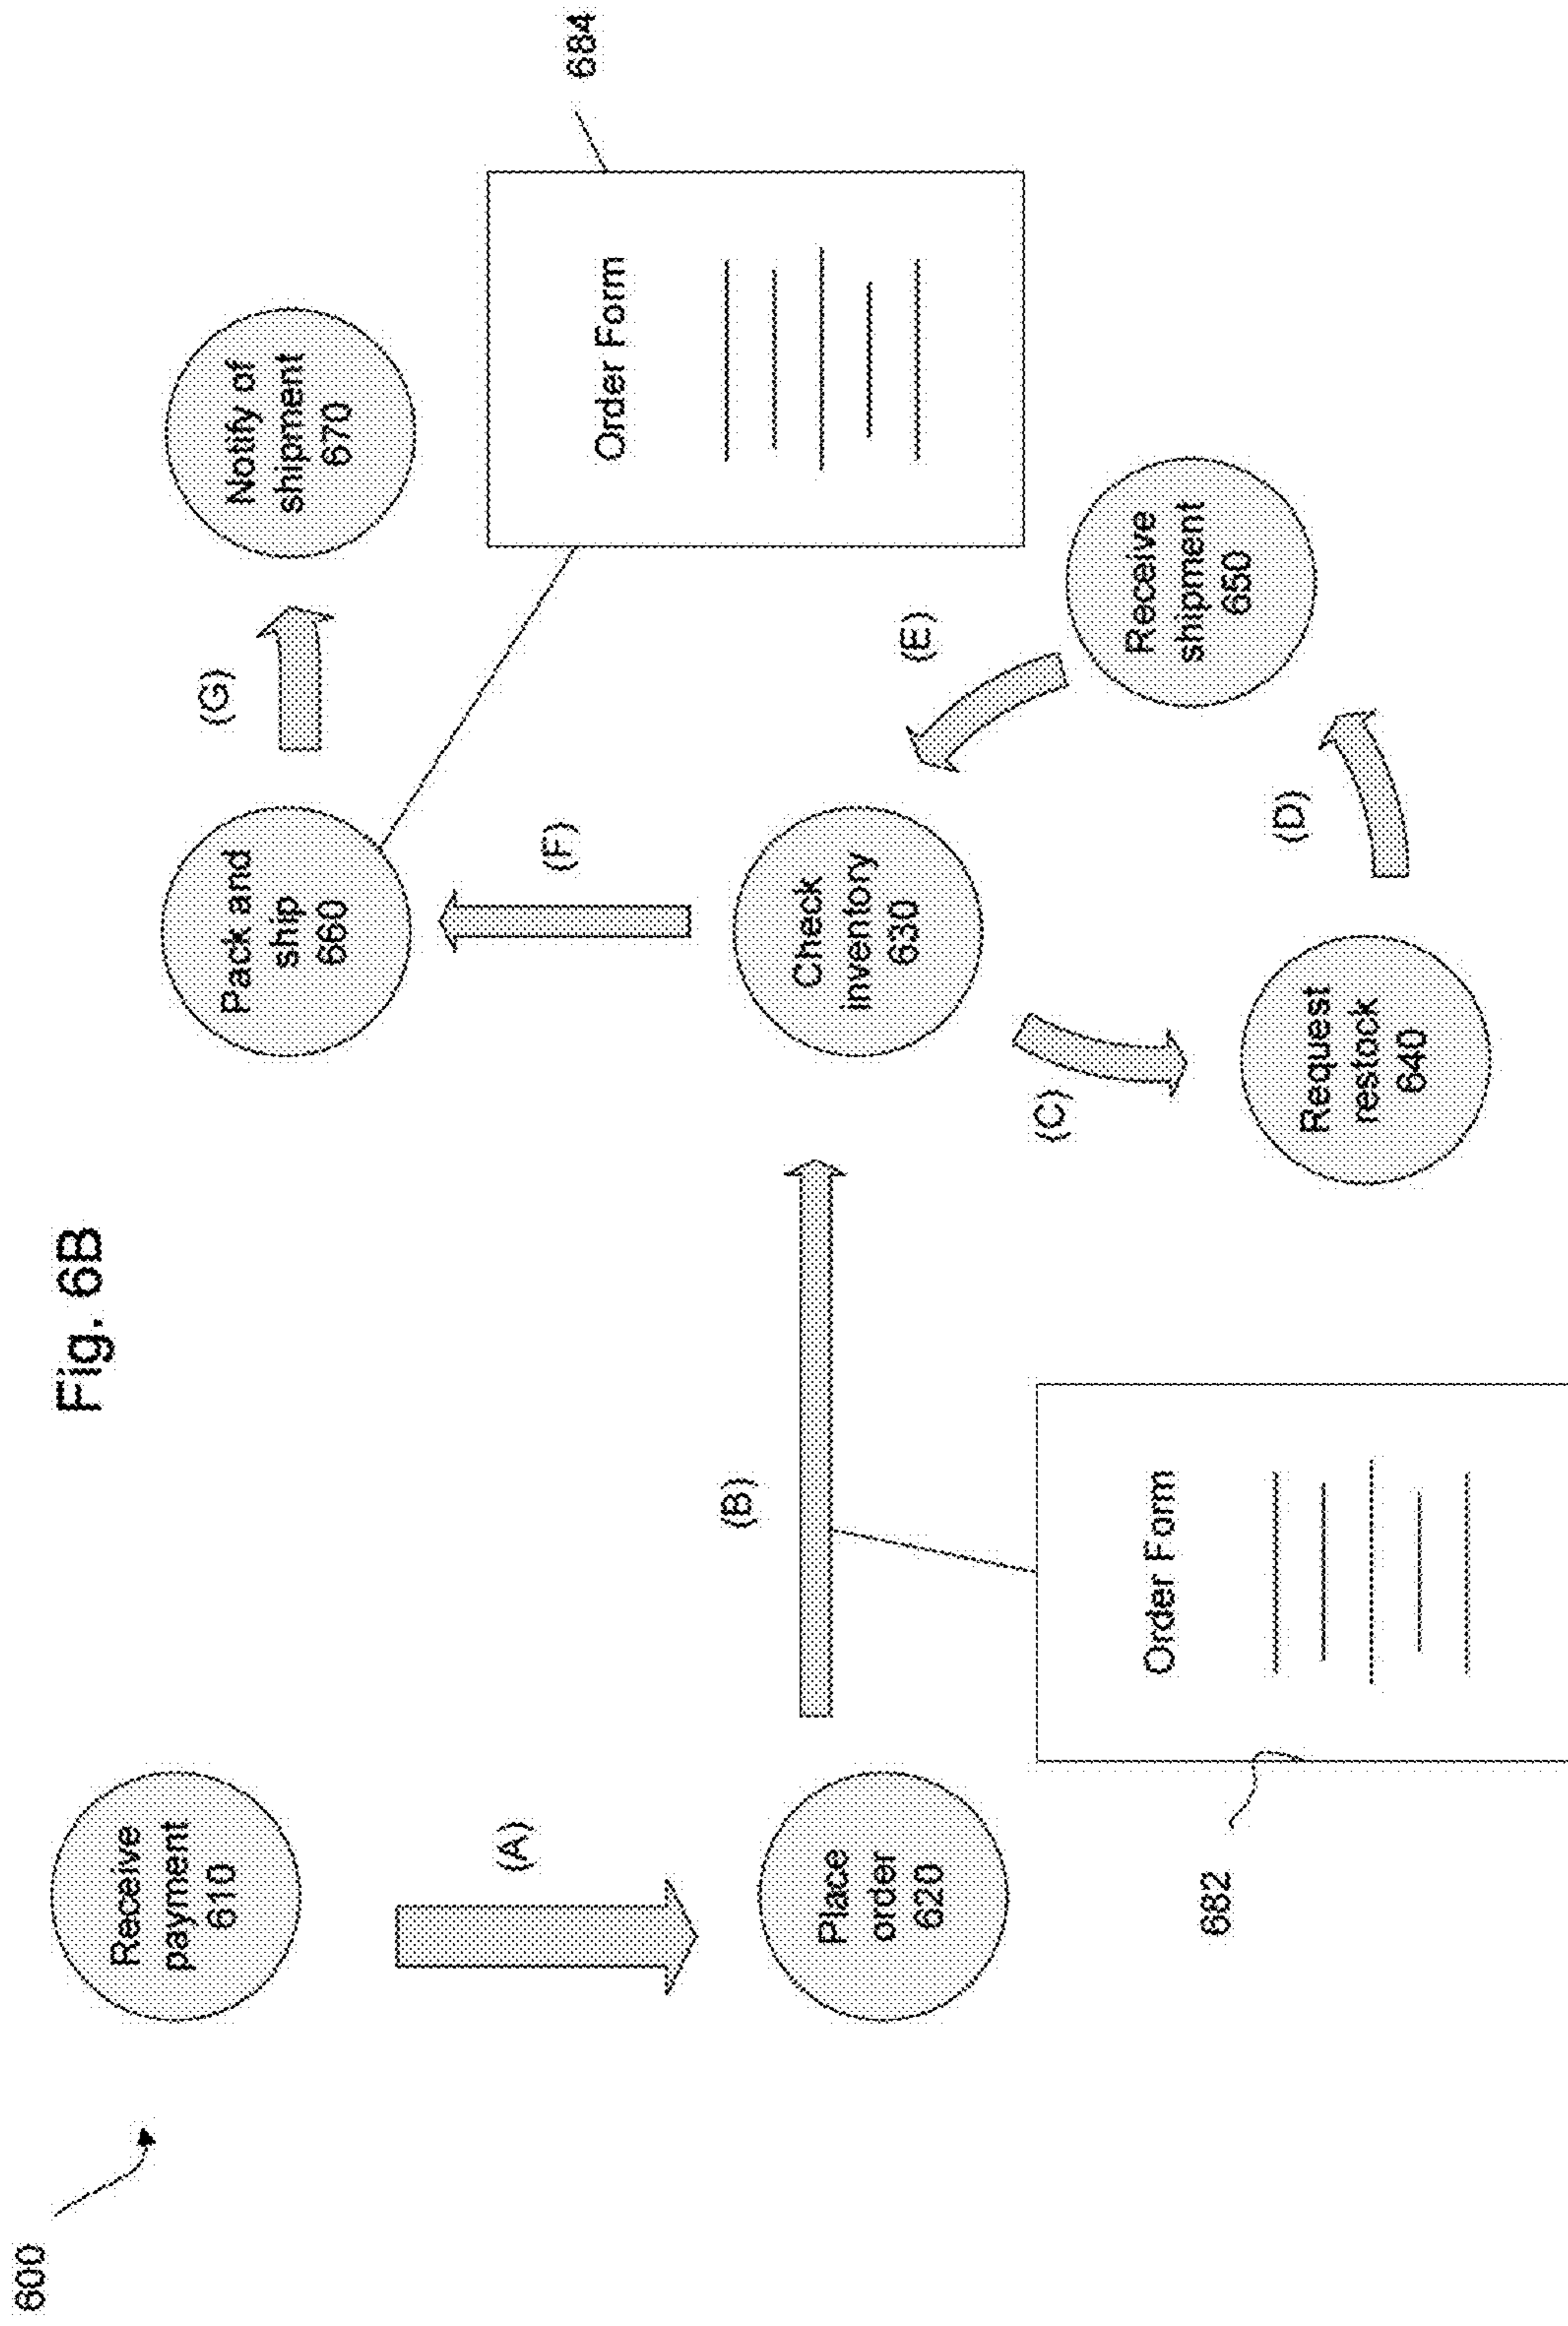 Fig. 6B
600
Receive
payment
610
(A)
Place
order
620
(B)
Order Form
682
Check
inventory
630
(C)
Request
restock
640
(D)
Receive
shipment
650
(E)
(F)
Pack and
ship
660
(G)
Notify of
shipment
670
Order Form
684